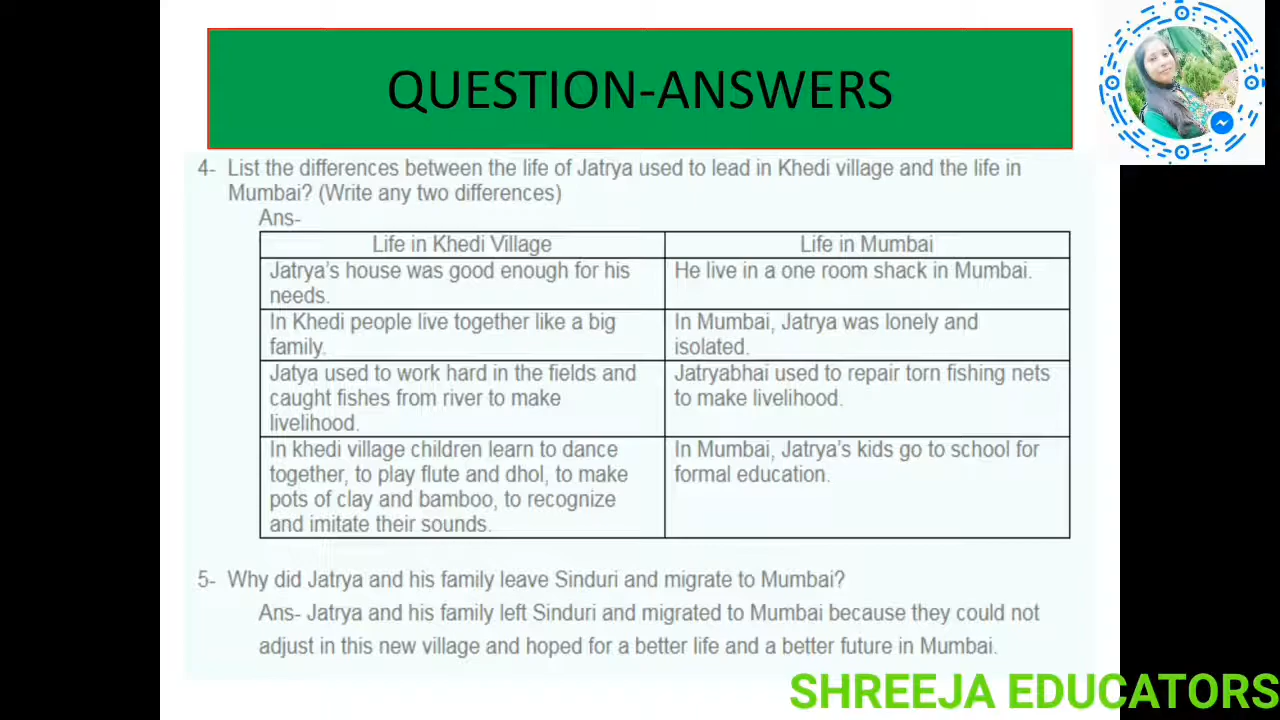 QUESTION-ANSWERS
4- List the differences between the life of Jatrya used to lead in Khedi village and the life in
Mumbai? (Write any two differences)
Ans-
Life in Khedi Village
Life in Mumbai
Jatrya's house was good enough for his
needs.
He live in a one room shack in Mumbai.
In Khedi people live together like a big
family.
In Mumbai, Jatrya was lonely and
isolated.
Jatya used to work hard in the fields and
caught fishes from river to make
livelihood.
Jatryabhai used to repair torn fishing nets
to make livelihood.
In khedi village children learn to dance
together, to play flute and dhol, to make
pots of clay and bamboo, to recognize
and imitate their sounds.
In Mumbai, Jatrya's kids go to school for
formal education.
5- Why did Jatrya and his family leave Sinduri and migrate to Mumbai?
Ans- Jatrya and his family left Sinduri and migrated to Mumbai because they could not
adjust in this new village and hoped for a better life and a better future in Mumbai.
SHREEJA EDUCATORS